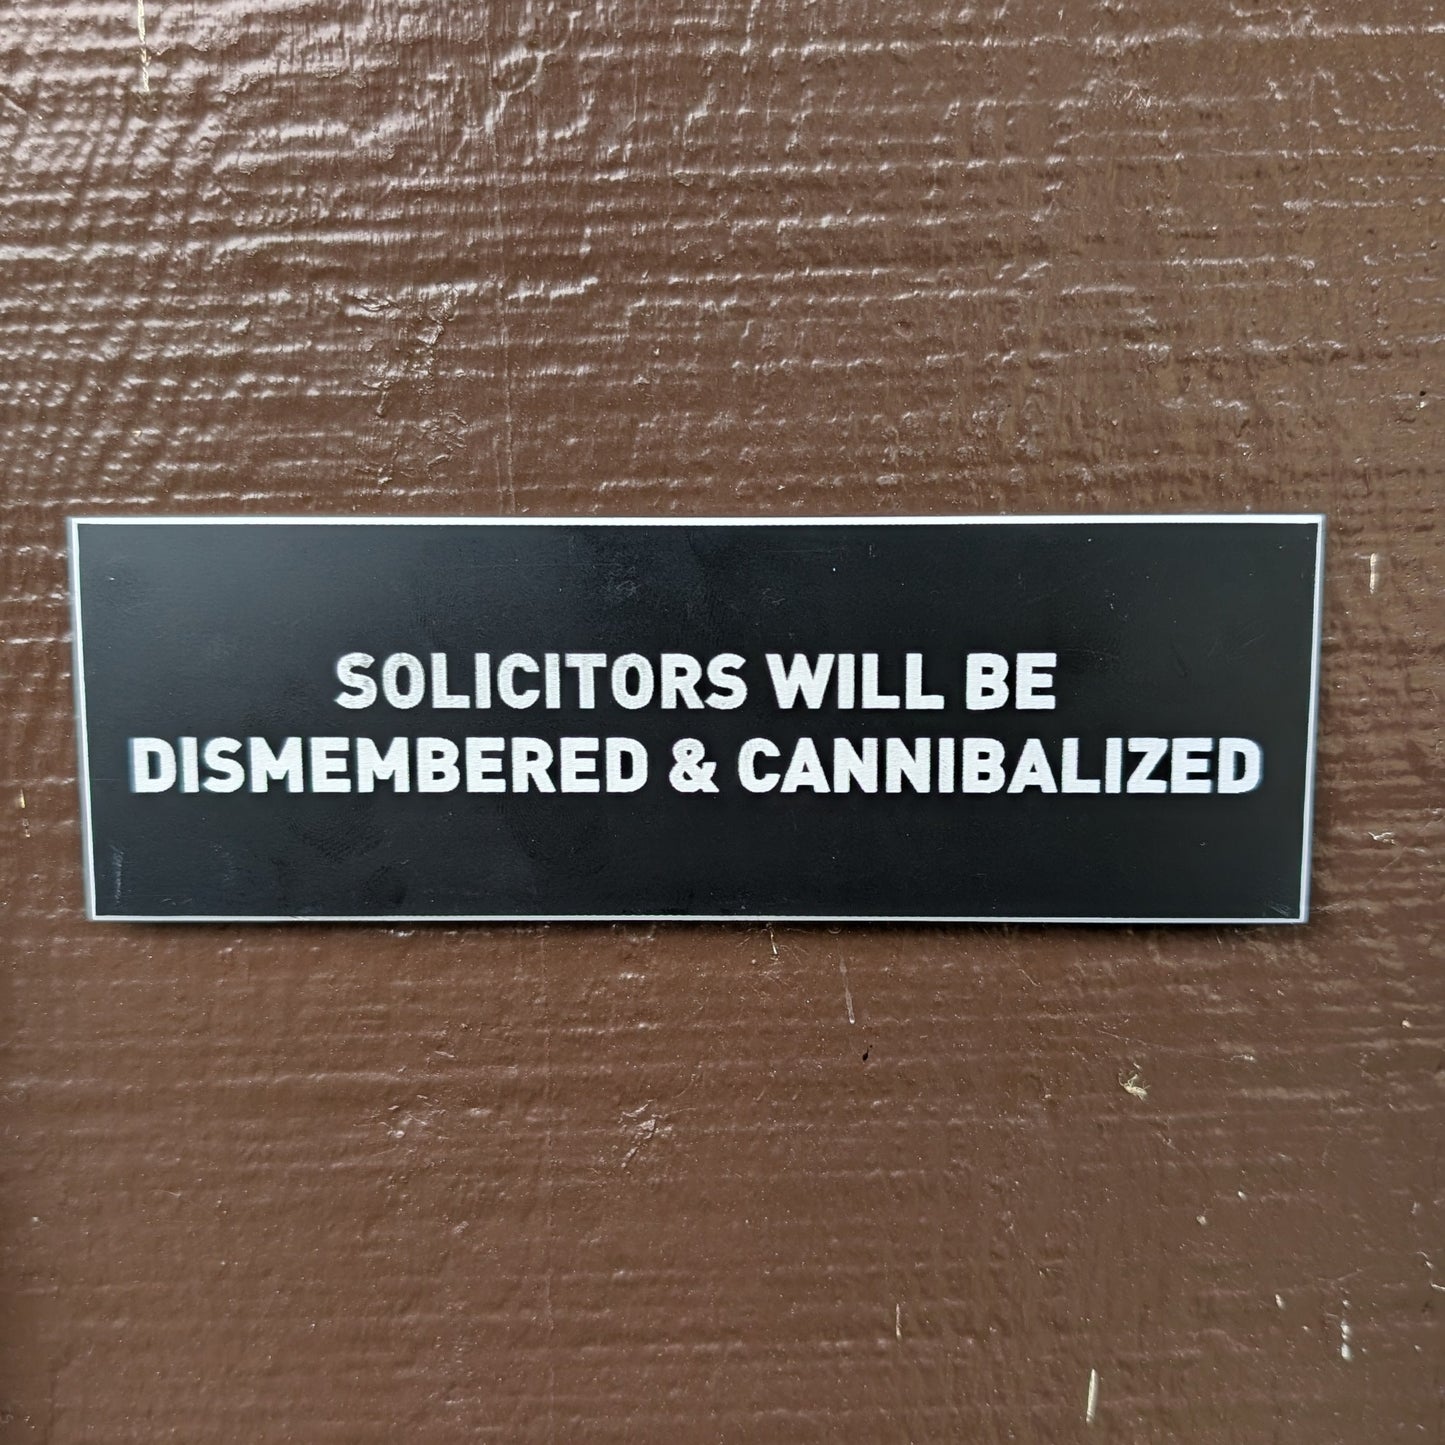 SOLICITORS WILL BE
DISMEMBERED & CANNIBALIZED